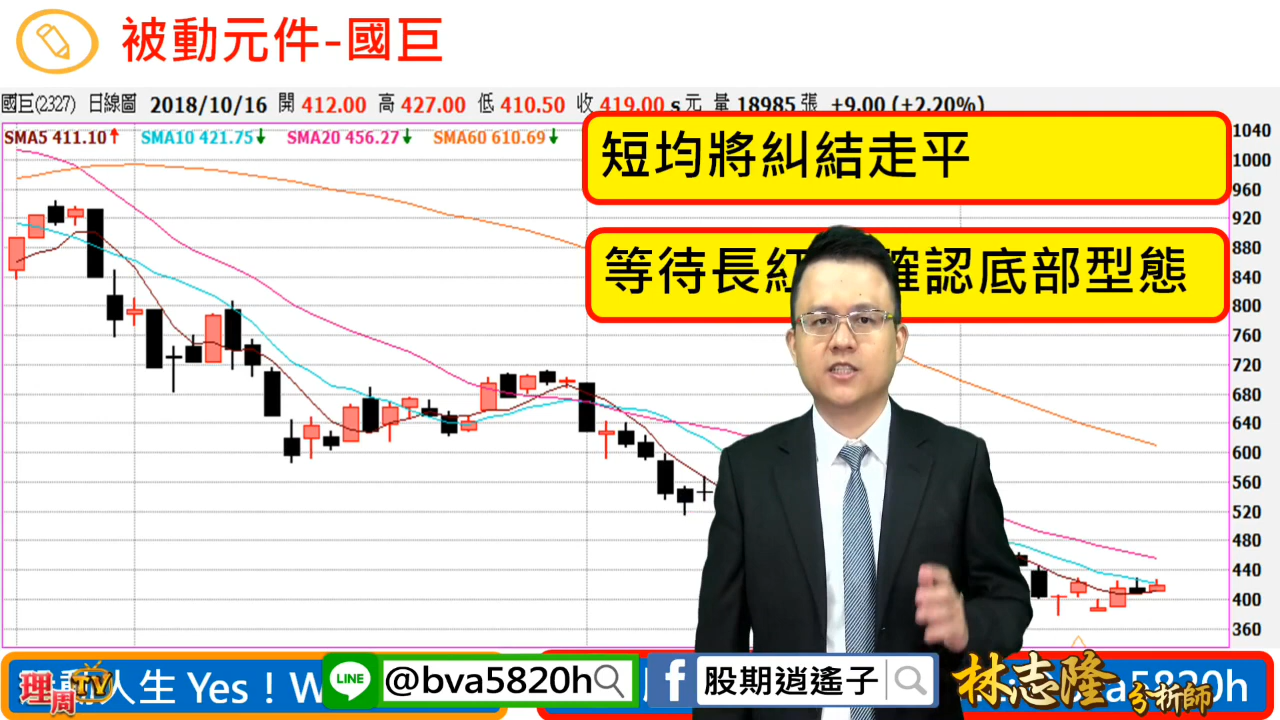 被動元件-國巨
國巨(2327) 日線圖 2018/10/16 開 412.00 高 427.00 低 410.50 收 419.00 s 元 量 18985 張 +9.00 (+2.20%)
SMA5 411.10↑ SMA10 421.75↓ SMA20 456.27↓ SMA60 610.69↓
短均將糾結走平
等待長紅 確認底部型態
1040
1000
960
920
880
840
800
760
720
680
640
600
560
520
480
440
400
360
理周TV
人生 Yes！W
LINE @bva5820h
f 股期逍遙子
林志隆 分析師
a5820h